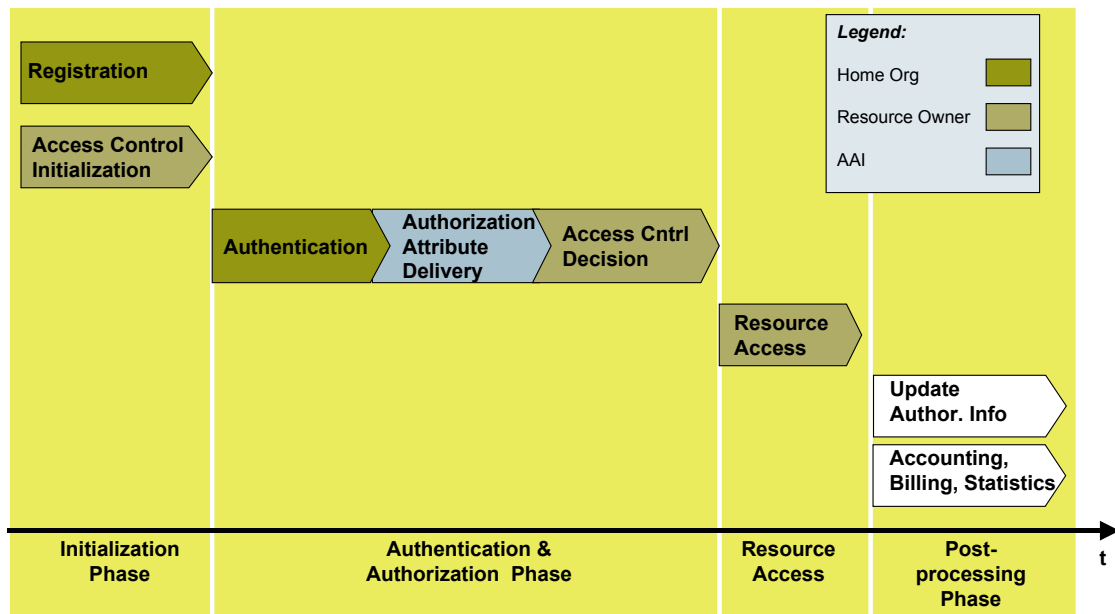 Legend:
Home Org
Resource Owner
AAI
Registration
Access Control
Initialization
Authentication
Authorization
Attribute
Delivery
Access Cntrl
Decision
Resource
Access
Update
Author. Info
Accounting,
Billing, Statistics
Initialization
Phase
Authentication &
Authorization Phase
Resource
Access
Post-
processing
Phase
t